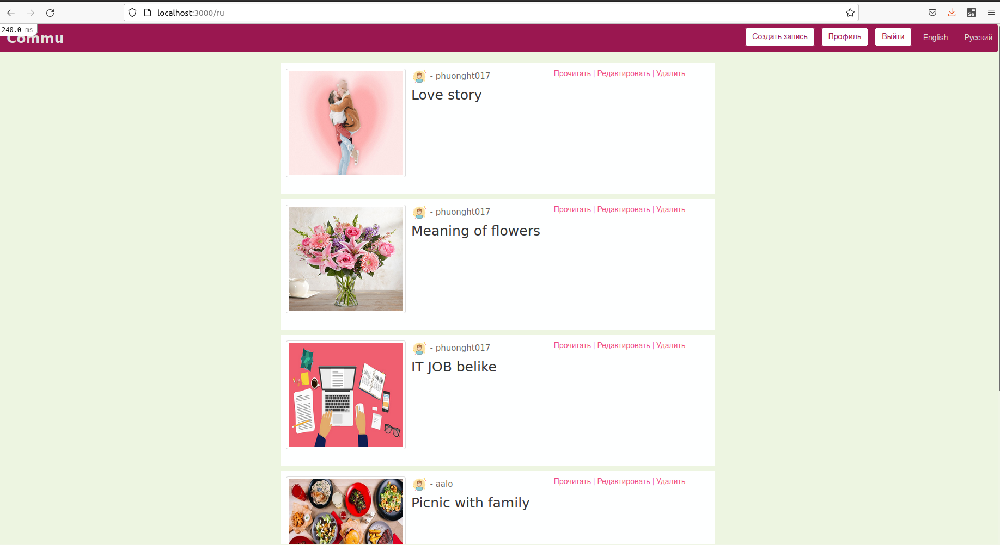 localhost:3000/ru
Se
240.0 ms
Commu
Создать запись
Профиль
Выйти
English
Русский
- phuonght017
Прочитать | Редактировать | Удалить
Love story
- phuonght017
Прочитать | Редактировать | Удалить
Meaning of flowers
- phuonght017
Прочитать | Редактировать | Удалить
IT JOB belike
- aalo
Прочитать | Редактировать | Удалить
Picnic with family